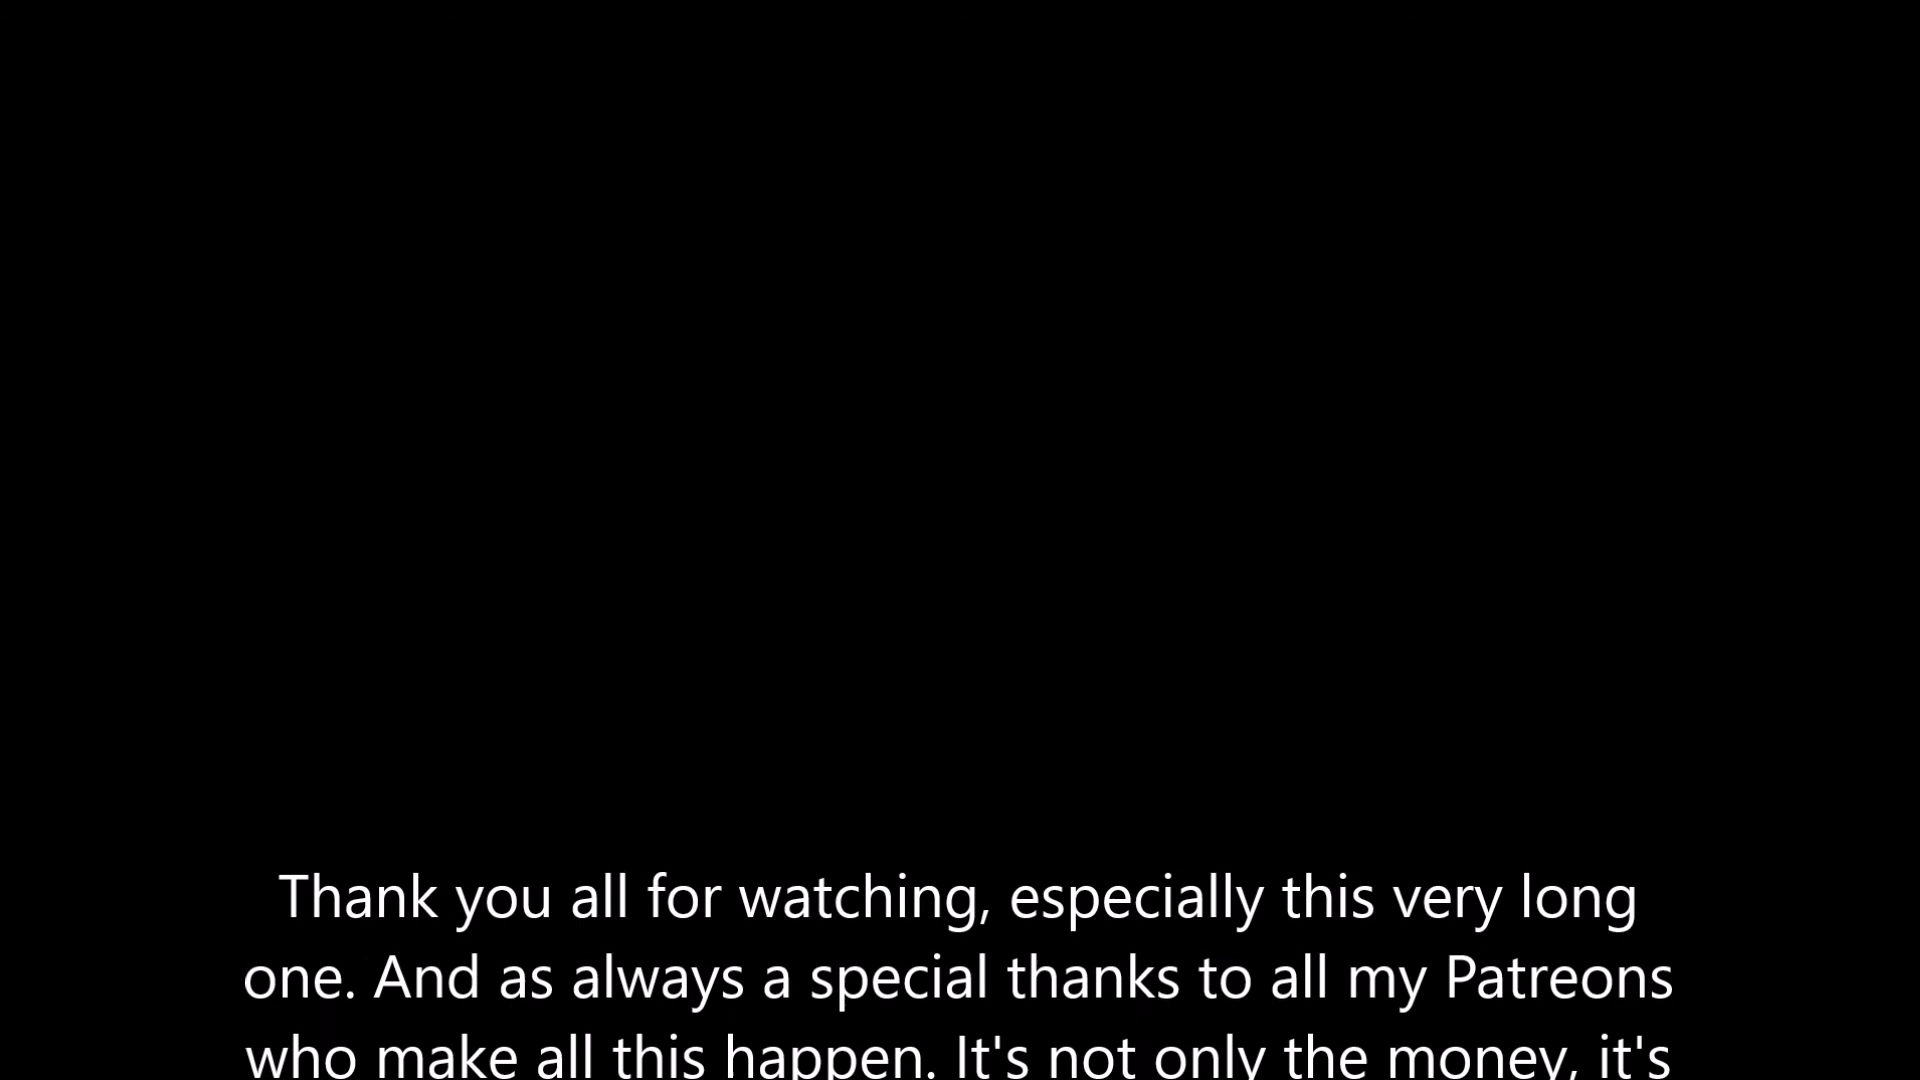 Thank you all for watching, especially this very long
one. And as always a special thanks to all my Patreons
who make all this happen. It's not only the money, it's